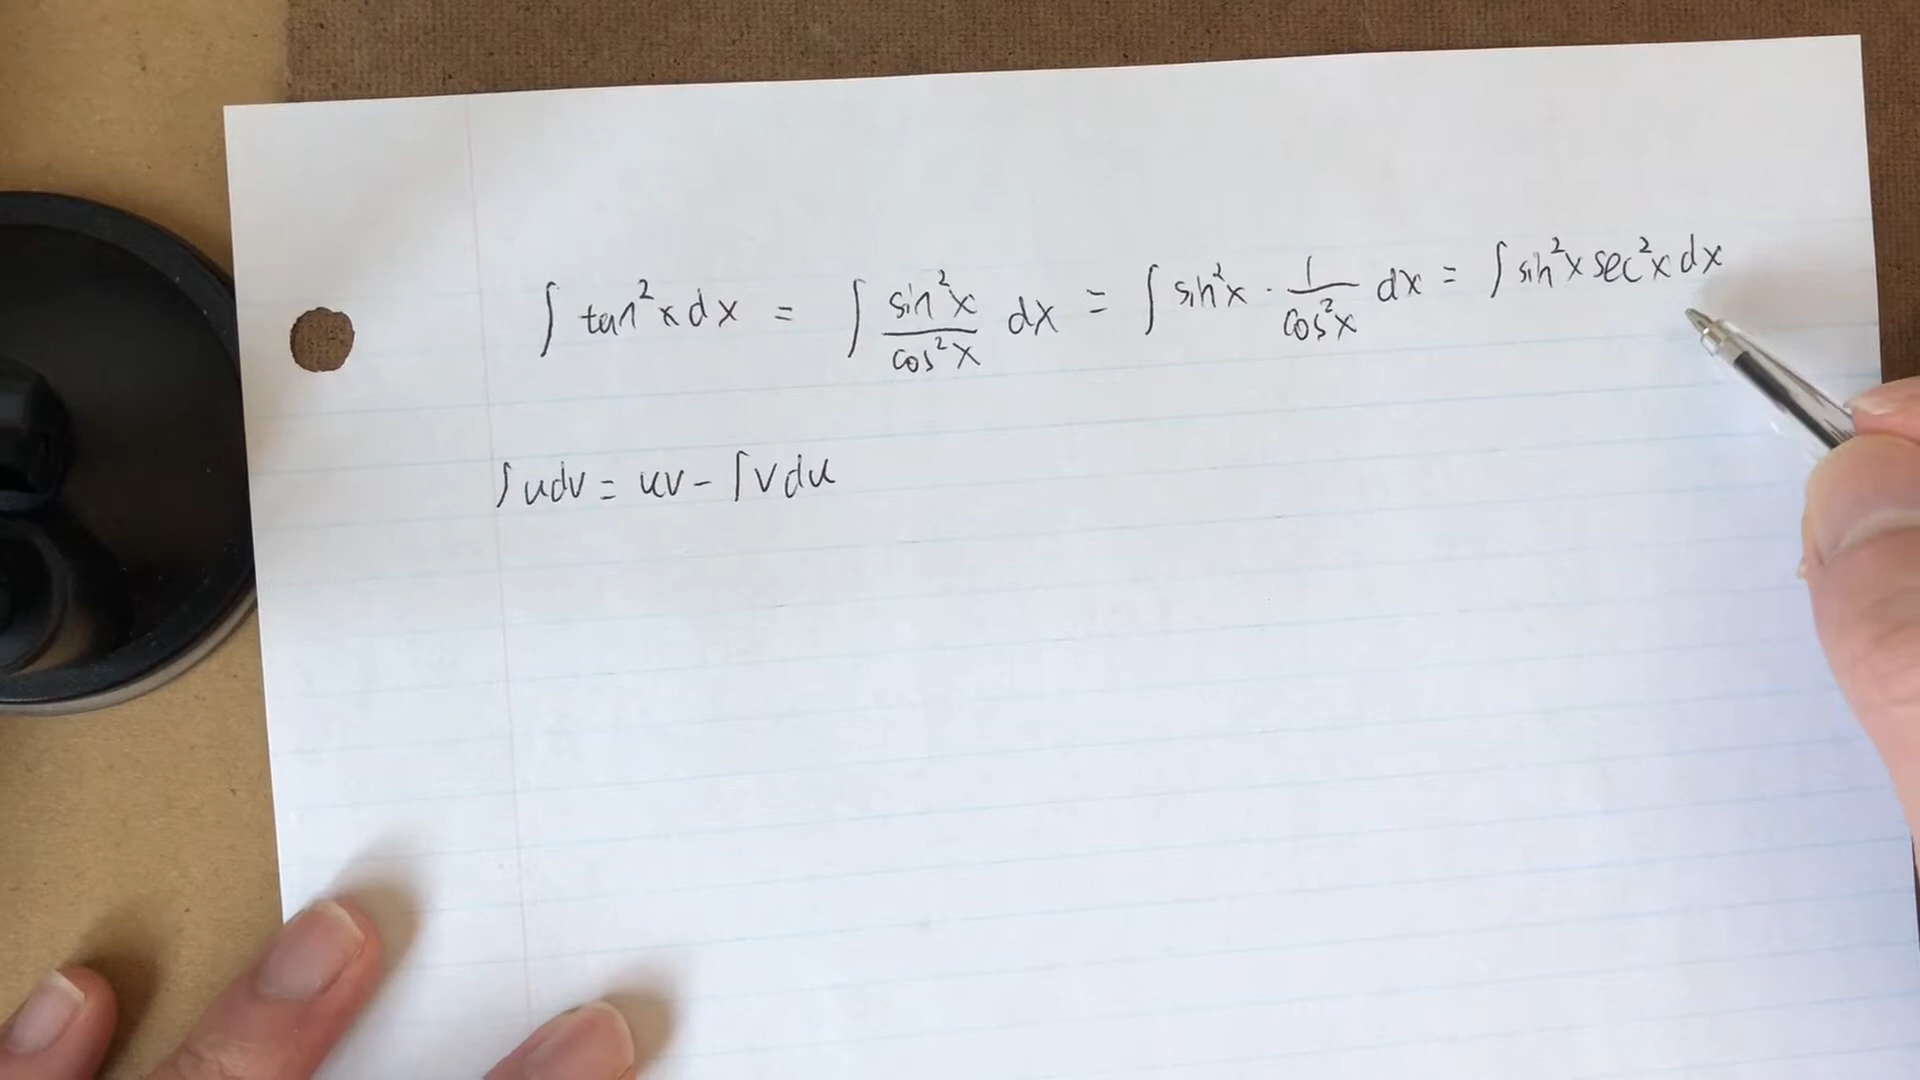 ∫ tan²x dx = ∫ sin²x/cos²x dx = ∫ sin²x · 1/cos²x dx = ∫ sin²x sec²x dx
∫ u dv = uv - ∫ v du